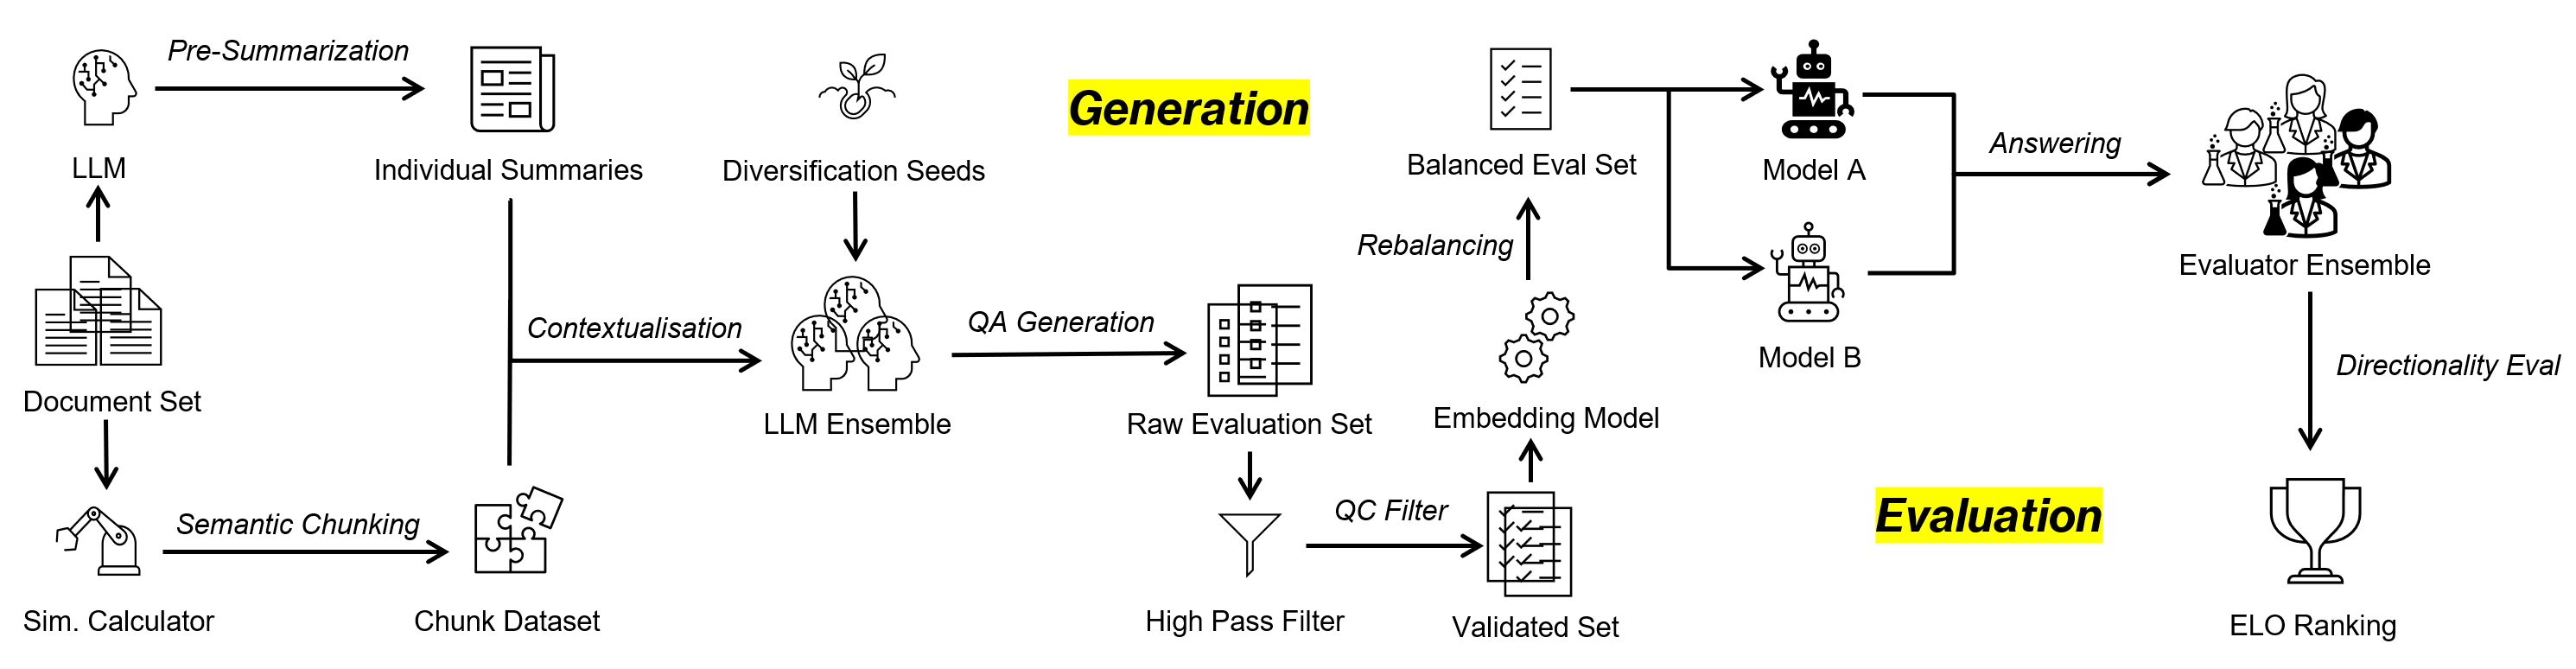 Pre-Summarization
LLM
Individual Summaries
Document Set
Semantic Chunking
Sim. Calculator
Chunk Dataset
Diversification Seeds
Contextualisation
LLM Ensemble
Generation
QA Generation
Raw Evaluation Set
High Pass Filter
QC Filter
Validated Set
Embedding Model
Rebalancing
Balanced Eval Set
Model A
Model B
Answering
Evaluator Ensemble
Directionality Eval
Evaluation
ELO Ranking